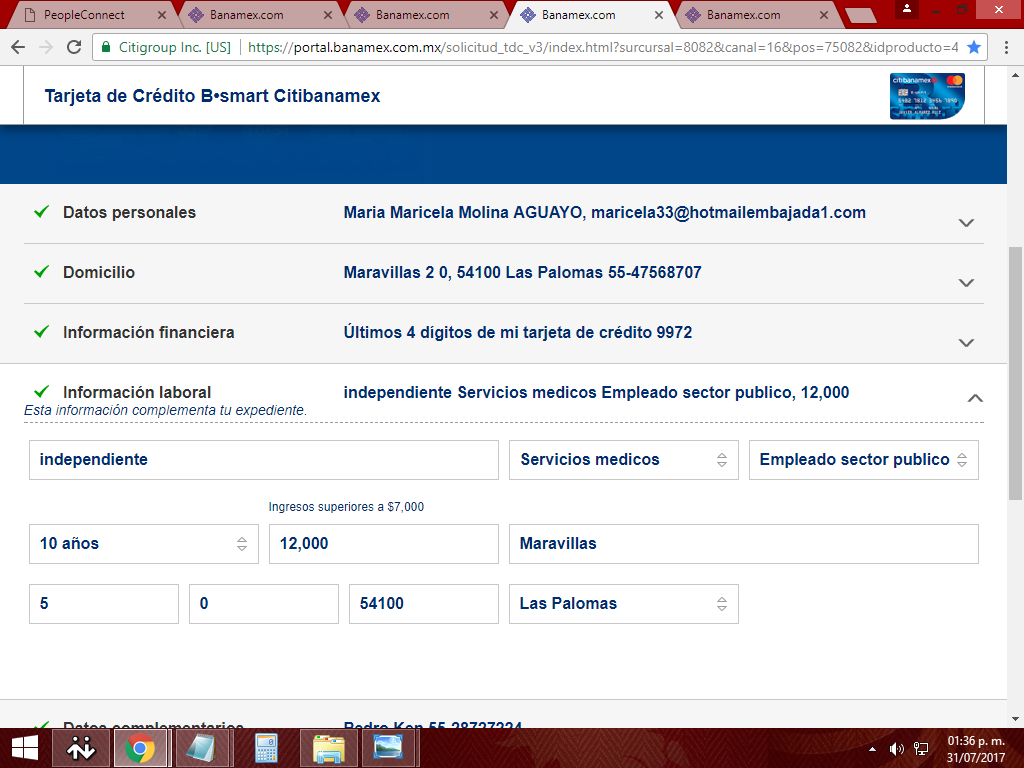 PeopleConnect
Banamex.com
Banamex.com
Banamex.com
Banamex.com
Citigroup Inc. [US] https://portal.banamex.com.mx/solicitud_tdc_v3/index.html?surcursal=8082&canal=16&pos=75082&idproducto=4
Tarjeta de Crédito B•smart Citibanamex
citibanamex
Datos personales Maria Maricela Molina AGUAYO, maricela33@hotmailembajada1.com
Domicilio Maravillas 2 0, 54100 Las Palomas 55-47568707
Información financiera Últimos 4 dígitos de mi tarjeta de crédito 9972
Información laboral independiente Servicios medicos Empleado sector publico, 12,000
Esta información complementa tu expediente.
independiente Servicios medicos Empleado sector publico
Ingresos superiores a $7,000
10 años 12,000 Maravillas
5 0 54100 Las Palomas
Datos complementarios Pedro Ken 55 28727224
01:36 p. m.
31/07/2017